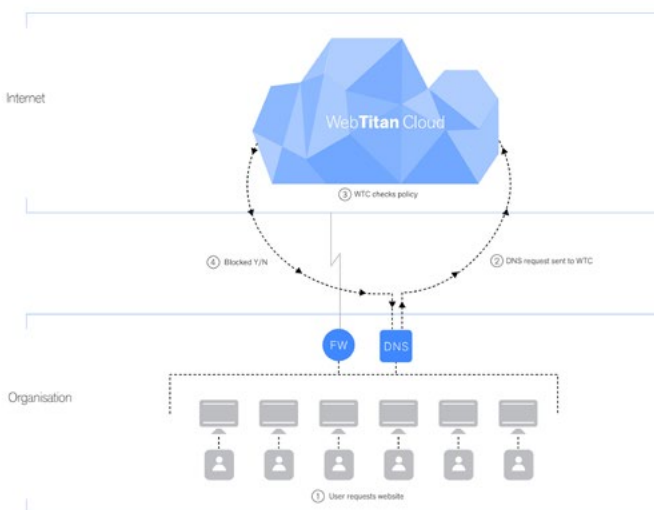 Internet
WebTitan Cloud
③ WTC checks policy
④ Blocked Y/N
② DNS request sent to WTC
FW
DNS
Organisation
① User requests website